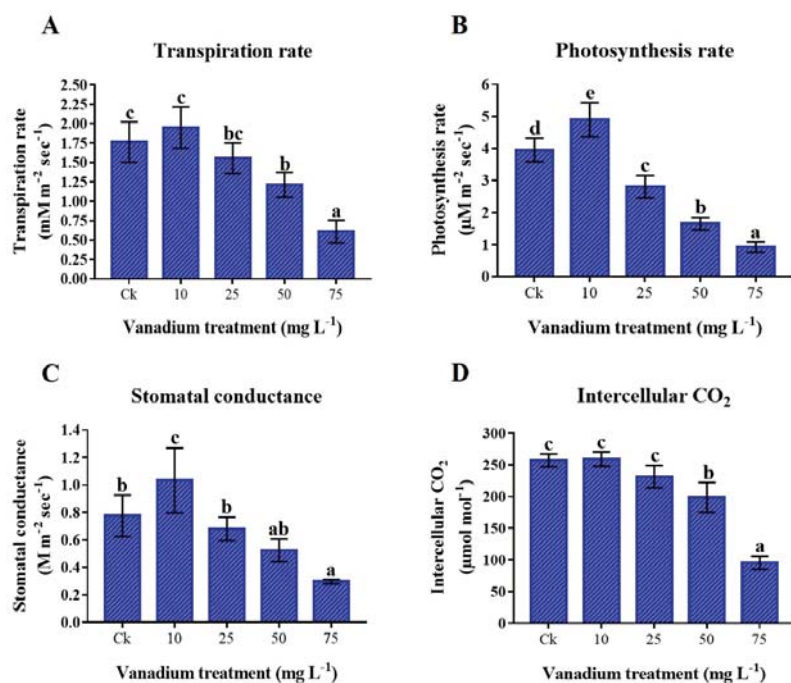 A
Transpiration rate
Transpiration rate
(mM m⁻² sec⁻¹)
2.50
2.25
2.00
1.75
1.50
1.25
1.00
0.75
0.50
0.25
0.00
c c bc b a
Ck 10 25 50 75
Vanadium treatment (mg L⁻¹)
B
Photosynthesis rate
Photosynthesis rate
(µM m⁻² sec⁻¹)
6
5
4
3
2
1
0
d e c b a
Ck 10 25 50 75
Vanadium treatment (mg L⁻¹)
C
Stomatal conductance
Stomatal conductance
(M m⁻² sec⁻¹)
1.4
1.2
1.0
0.8
0.6
0.4
0.2
0.0
b c b ab a
Ck 10 25 50 75
Vanadium treatment (mg L⁻¹)
D
Intercellular CO₂
Intercellular CO₂
(µmol mol⁻¹)
300
250
200
150
100
50
0
c c c b a
Ck 10 25 50 75
Vanadium treatment (mg L⁻¹)